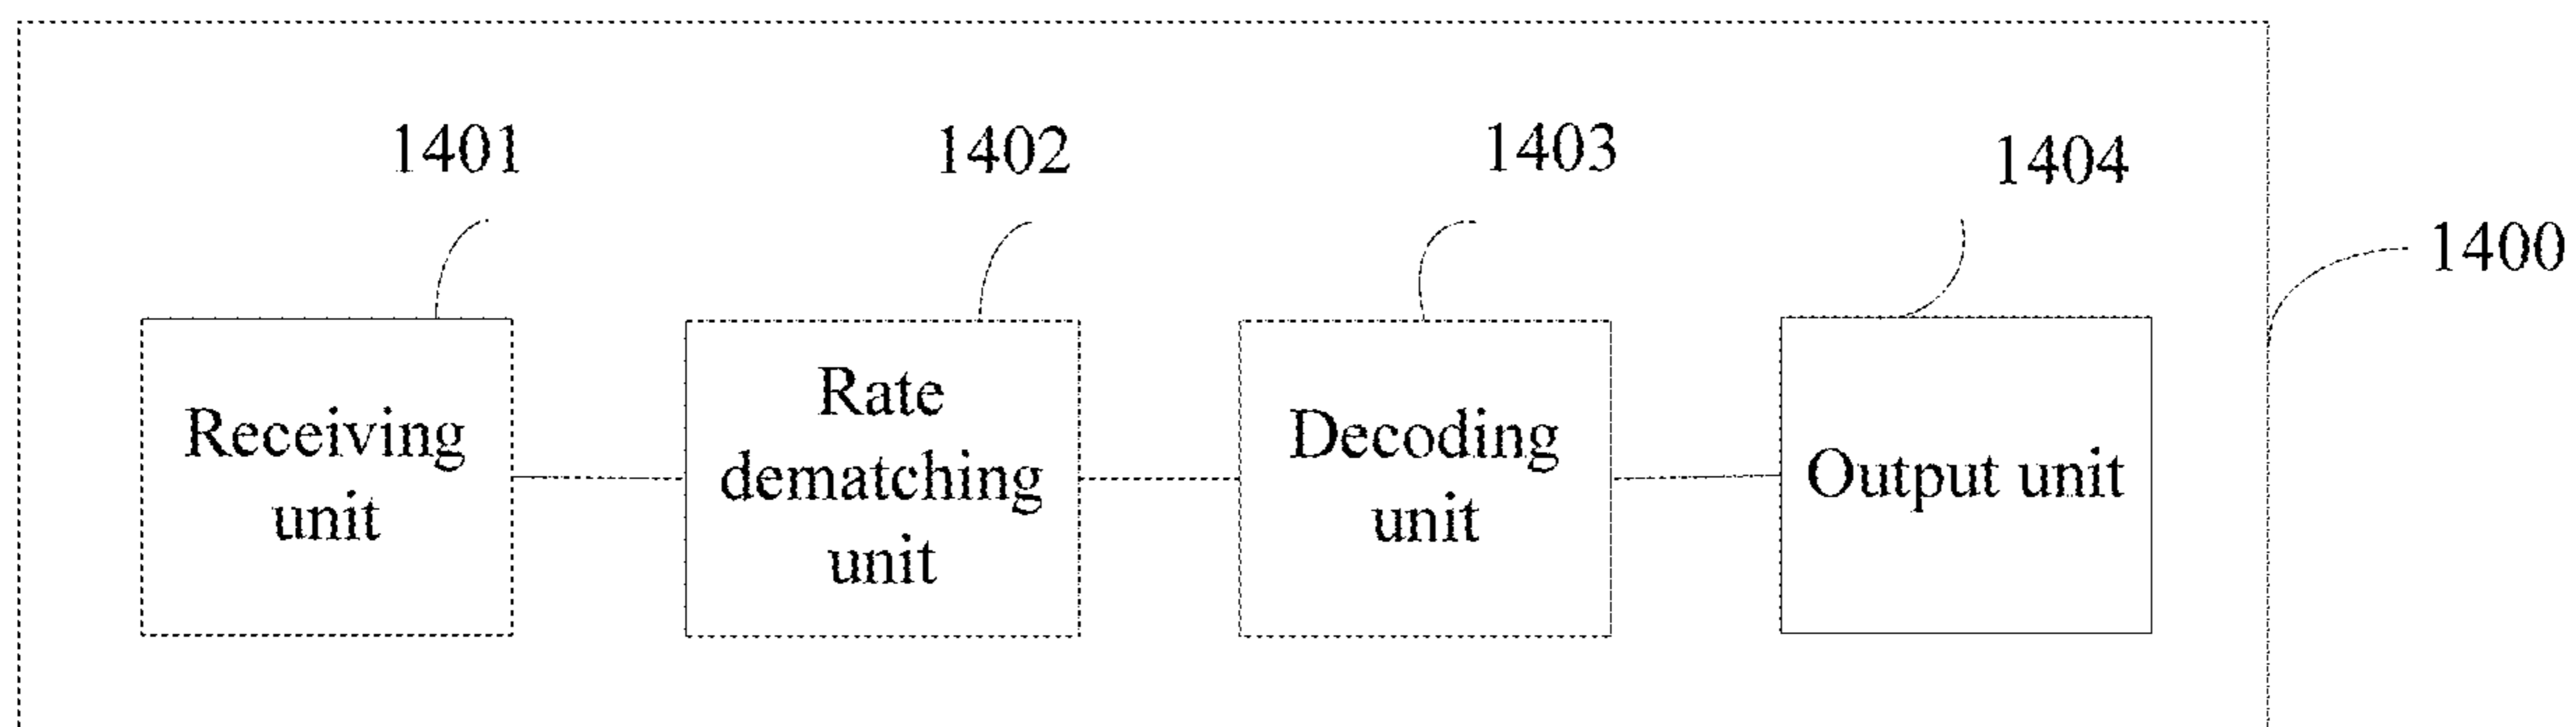 1401
1402
1403
1404
1400
Receiving
unit
Rate
dematching
unit
Decoding
unit
Output unit